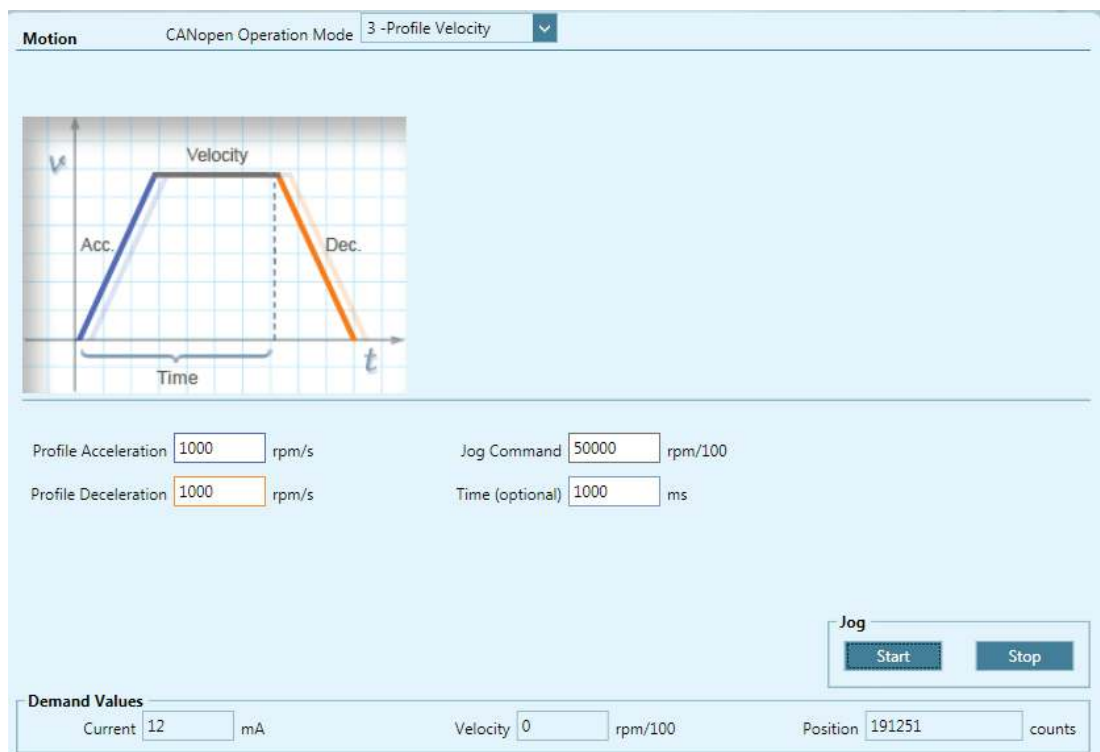 Motion CANopen Operation Mode 3 -Profile Velocity
v
Velocity
Acc. Dec.
t
Time
Profile Acceleration 1000 rpm/s Jog Command 50000 rpm/100
Profile Deceleration 1000 rpm/s Time (optional) 1000 ms
Jog
Start Stop
Demand Values
Current 12 mA Velocity 0 rpm/100 Position 191251 counts